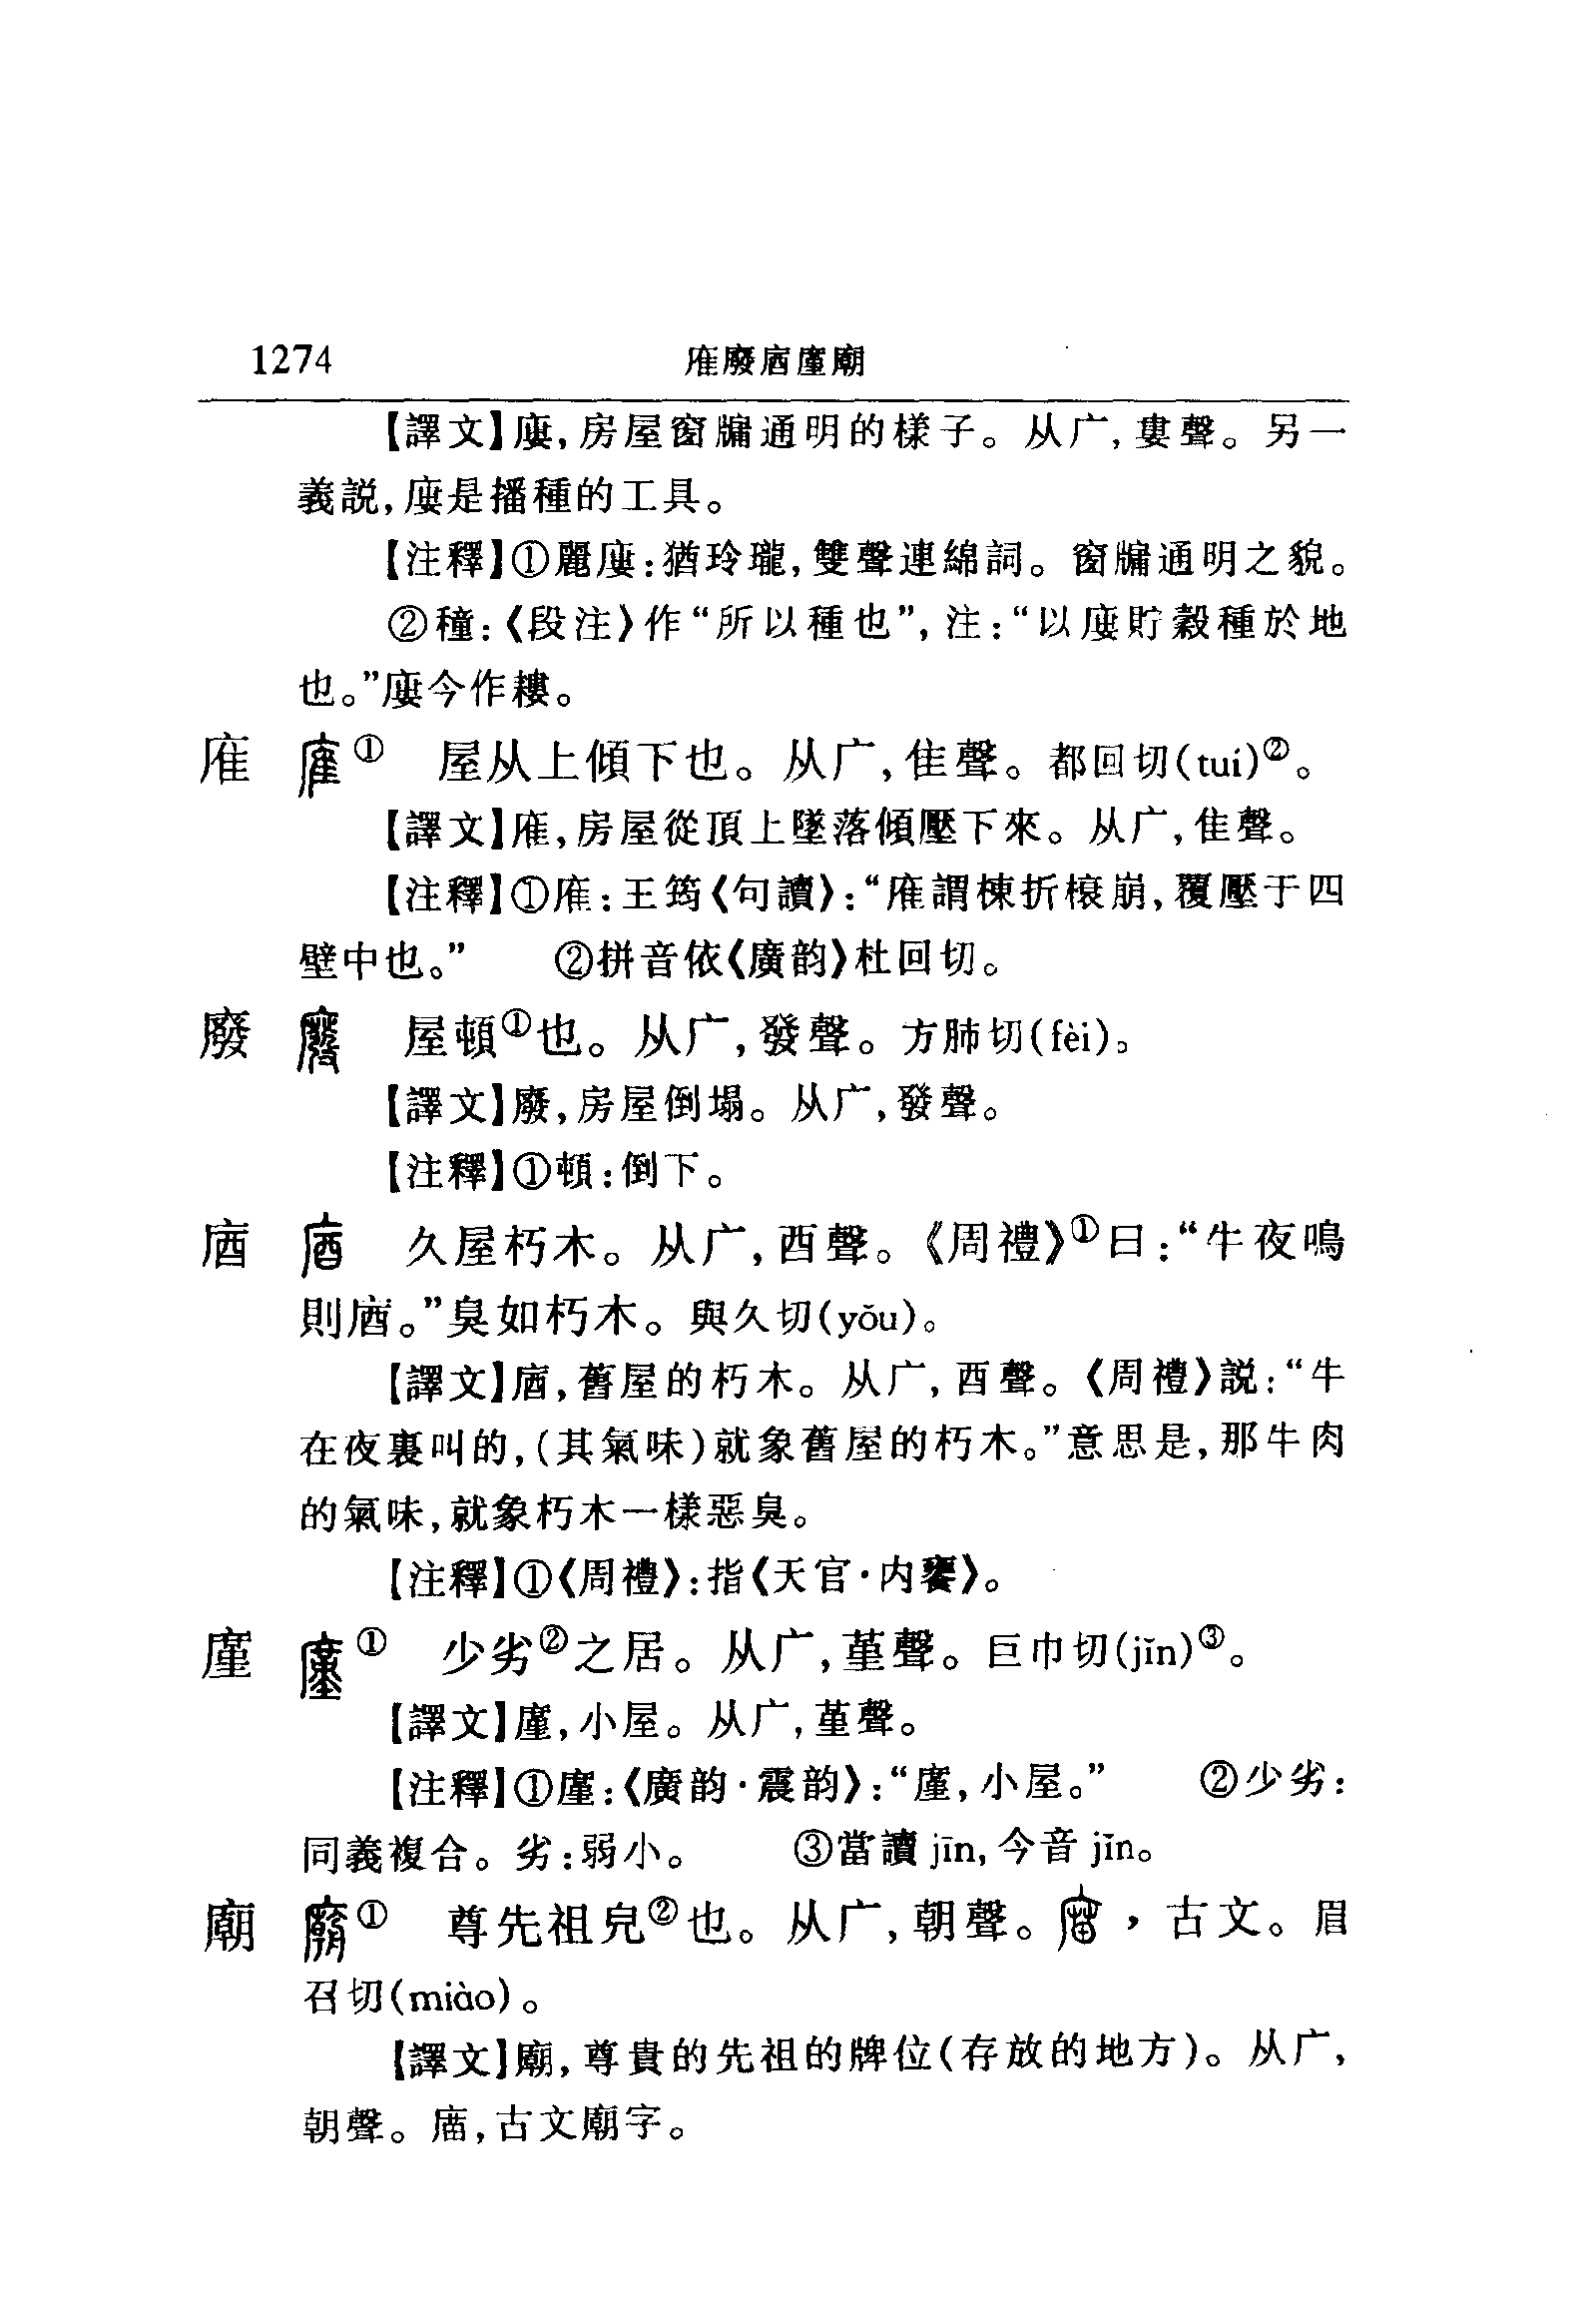 1274 㢈廢庮廑廟
【譯文】廔，房屋窗牖通明的樣子。从广，婁聲。另一
義説，廔是播種的工具。
【注釋】①麗廔：猶玲瓏，雙聲連綿詞。窗牖通明之貌。
②穜：《段注》作“所以種也”，注：“以廔貯穀種於地
也。”廔今作耬。
㢈 ① 屋从上傾下也。从广，隹聲。都回切(tuí)②。
【譯文】㢈，房屋從頂上墜落傾壓下來。从广，隹聲。
【注釋】①㢈：王筠《句讀》：“㢈謂棟折榱崩，覆壓于四
壁中也。” ②拼音依《廣韵》杜回切。
廢 屋頓①也。从广，發聲。方肺切(fèi)。
【譯文】廢，房屋倒塌。从广，發聲。
【注釋】①頓：倒下。
庮 久屋朽木。从广，酉聲。《周禮》①曰：“牛夜鳴
則庮。”臭如朽木。與久切(yǒu)。
【譯文】庮，舊屋的朽木。从广，酉聲。《周禮》説：“牛
在夜裏叫的，(其氣味)就象舊屋的朽木。”意思是，那牛肉
的氣味，就象朽木一樣惡臭。
【注釋】①《周禮》：指《天官·内饔》。
廑 ① 少劣②之居。从广，堇聲。巨巾切(jǐn)③。
【譯文】廑，小屋。从广，堇聲。
【注釋】①廑：《廣韵·震韵》：“廑，小屋。” ②少劣：
同義複合。劣：弱小。 ③當讀 jīn，今音 jǐn。
廟 ① 尊先祖皃②也。从广，朝聲。庿，古文。眉
召切(miào)。
【譯文】廟，尊貴的先祖的牌位(存放的地方)。从广，
朝聲。庿，古文廟字。